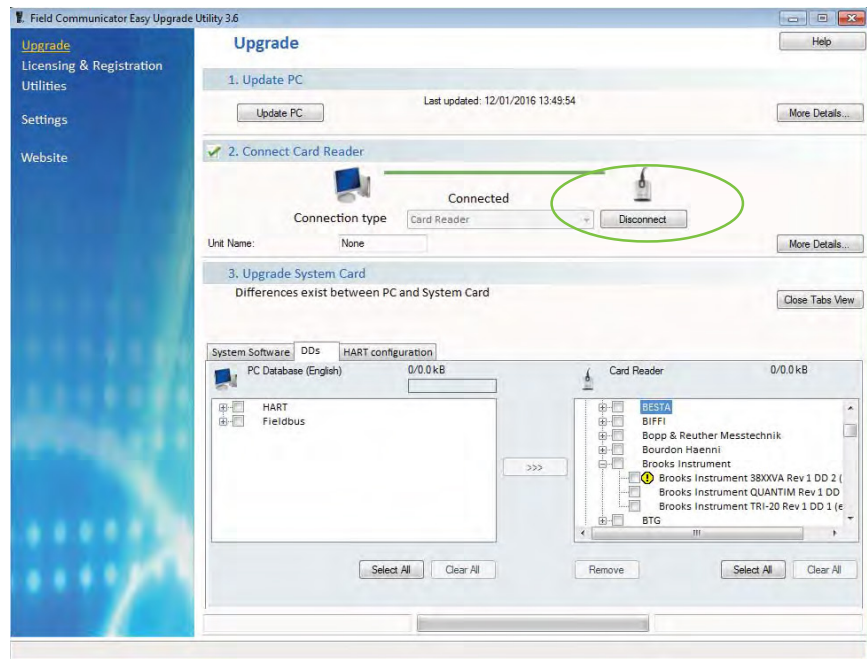 Field Communicator Easy Upgrade Utility 3.6
Upgrade
Licensing & Registration
Utilities
Settings
Website
Upgrade
Help
1. Update PC
Update PC
Last updated: 12/01/2016 13:49:54
More Details...
2. Connect Card Reader
Connected
Connection type
Card Reader
Disconnect
Unit Name:
None
More Details...
3. Upgrade System Card
Differences exist between PC and System Card
Close Tabs View
System Software
DDs
HART configuration
PC Database (English)
0/0.0 kB
HART
Fieldbus
>>>
Card Reader
0/0.0 kB
BESTA
BIFFI
Bopp & Reuther Messtechnik
Bourdon Haenni
Brooks Instrument
Brooks Instrument 38XXVA Rev 1 DD 2 (
Brooks Instrument QUANTIM Rev 1 DD
Brooks Instrument TRI-20 Rev 1 DD 1 (e
BTG
Select All
Clear All
Remove
Select All
Clear All